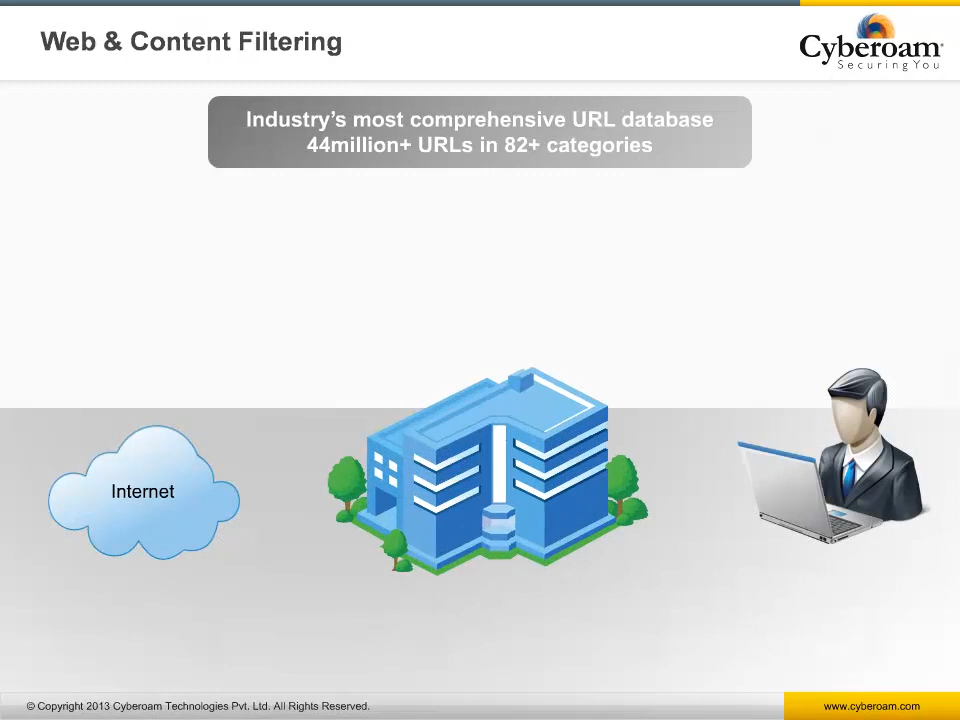 Web & Content Filtering
Cyberoam
Securing You
Industry's most comprehensive URL database
44million+ URLs in 82+ categories
Internet
© Copyright 2013 Cyberoam Technologies Pvt. Ltd. All Rights Reserved.
www.cyberoam.com